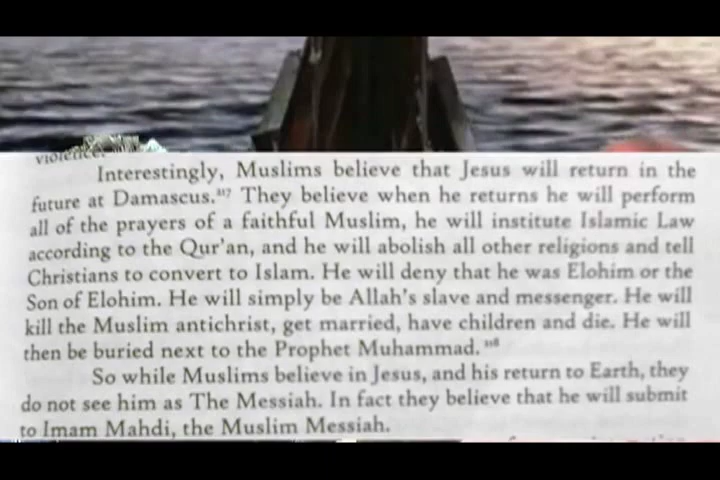 violence.
Interestingly, Muslims believe that Jesus will return in the
future at Damascus.²¹⁷ They believe when he returns he will perform
all of the prayers of a faithful Muslim, he will institute Islamic Law
according to the Qur'an, and he will abolish all other religions and tell
Christians to convert to Islam. He will deny that he was Elohim or the
Son of Elohim. He will simply be Allah's slave and messenger. He will
kill the Muslim antichrist, get married, have children and die. He will
then be buried next to the Prophet Muhammad.²¹⁸
So while Muslims believe in Jesus, and his return to Earth, they
do not see him as The Messiah. In fact they believe that he will submit
to Imam Mahdi, the Muslim Messiah.